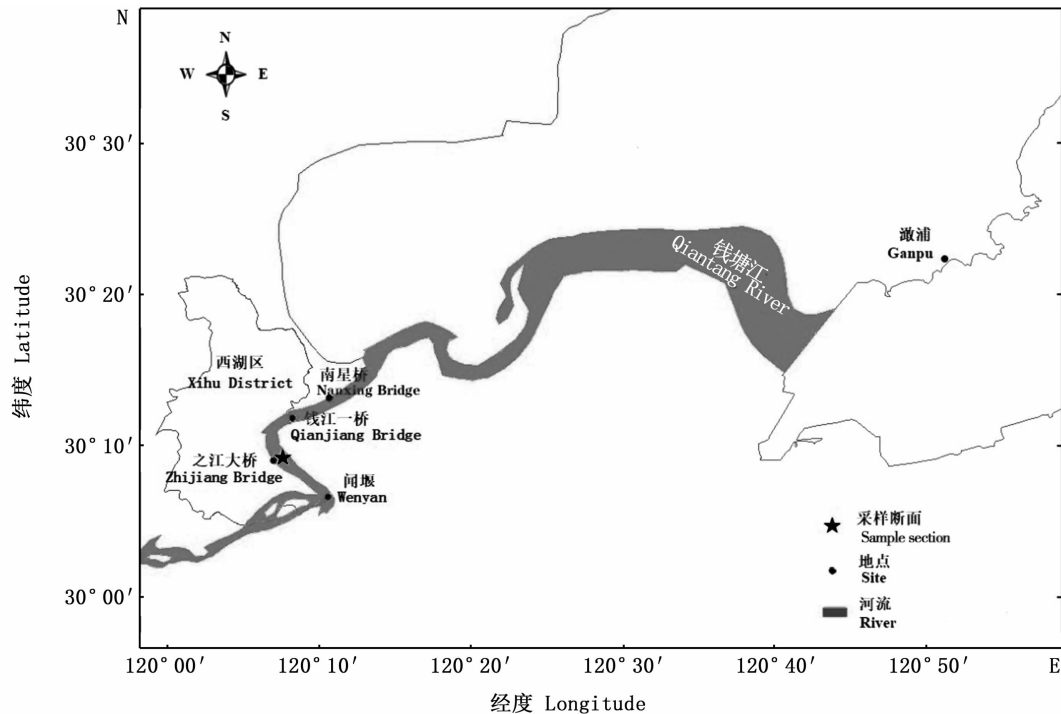 N
N
W
E
S
30°30′
30°20′
30°10′
30°00′
纬度 Latitude
钱塘江
Qiantang River
澉浦
Ganpu
西湖区
Xihu District
南星桥
Nanxing Bridge
钱江一桥
Qianjiang Bridge
之江大桥
Zhijiang Bridge
闻堰
Wenyan
采样断面
Sample section
地点
Site
河流
River
120°00′
120°10′
120°20′
120°30′
120°40′
120°50′
E
经度 Longitude